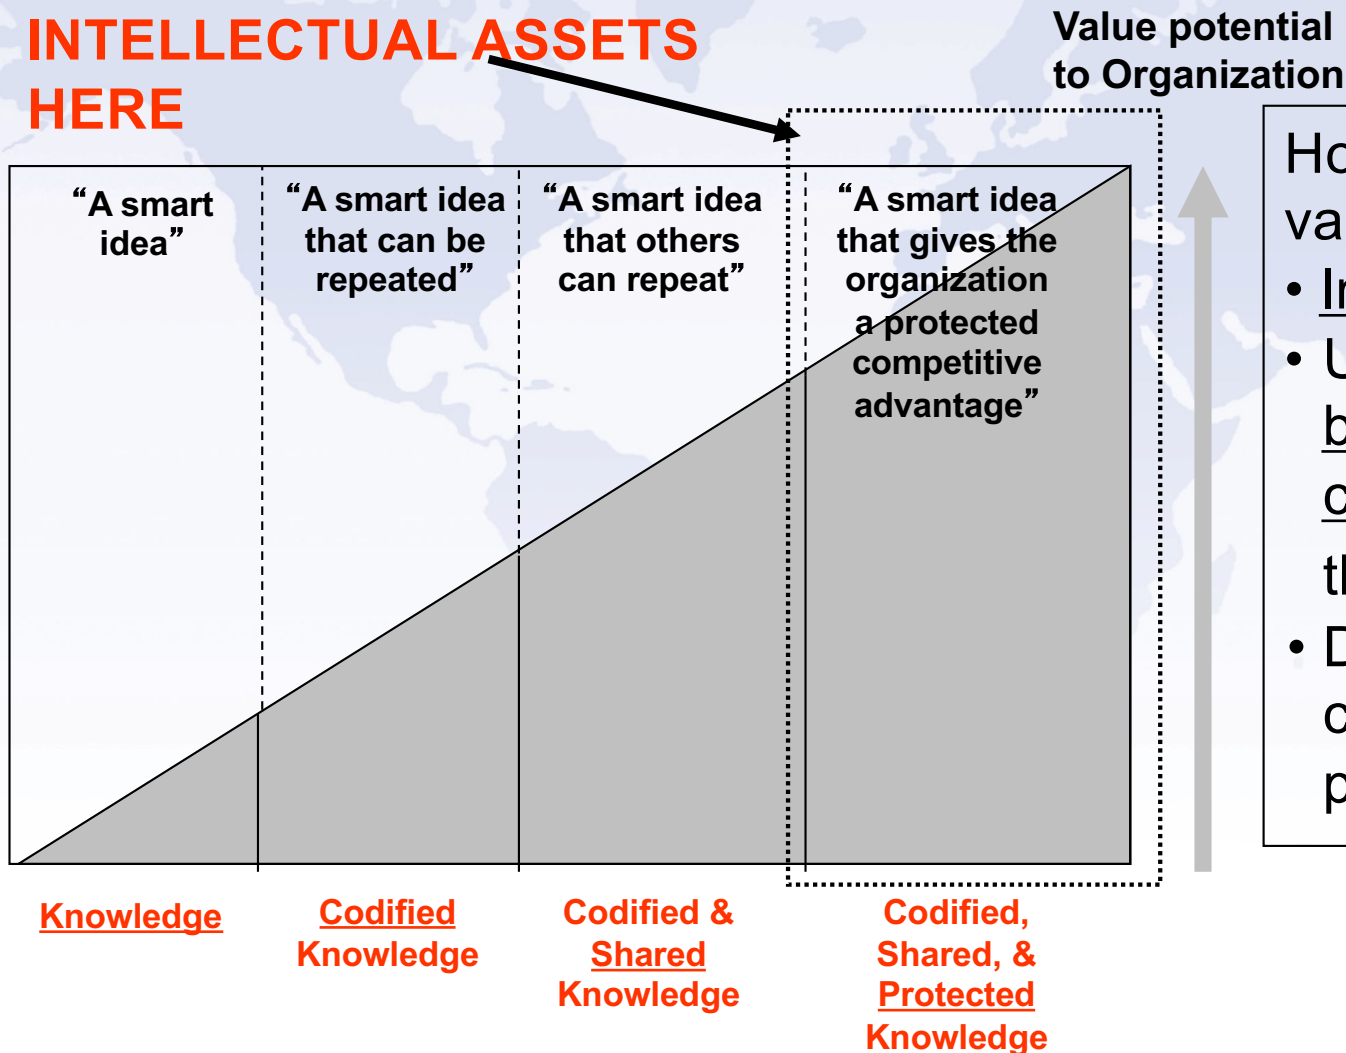 INTELLECTUAL ASSETS
HERE
Value potential
to Organization
“A smart
idea”
“A smart idea
that can be
repeated”
“A smart idea
that others
can repeat”
“A smart idea
that gives the
organization
a protected
competitive
advantage”
Knowledge
Codified
Knowledge
Codified &
Shared
Knowledge
Codified,
Shared, &
Protected
Knowledge